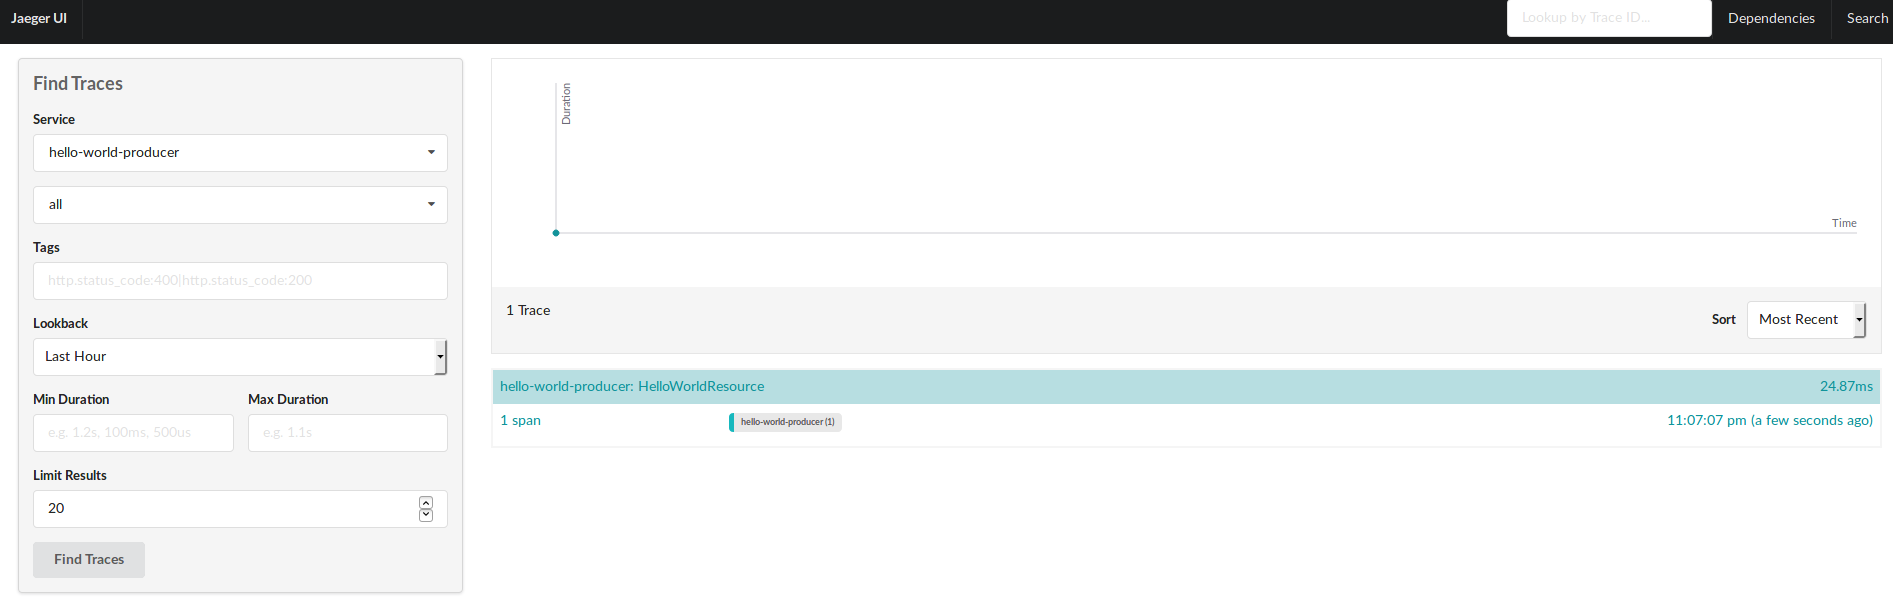 Jaeger UI
Lookup by Trace ID...
Dependencies
Search
Find Traces
Service
hello-world-producer
all
Tags
http.status_code:400|http.status_code:200
Lookback
Last Hour
Min Duration
Max Duration
e.g. 1.2s, 100ms, 500us
e.g. 1.1s
Limit Results
20
Find Traces
Duration
Time
1 Trace
Sort
Most Recent
hello-world-producer: HelloWorldResource
24.87ms
1 span
hello-world-producer (1)
11:07:07 pm (a few seconds ago)